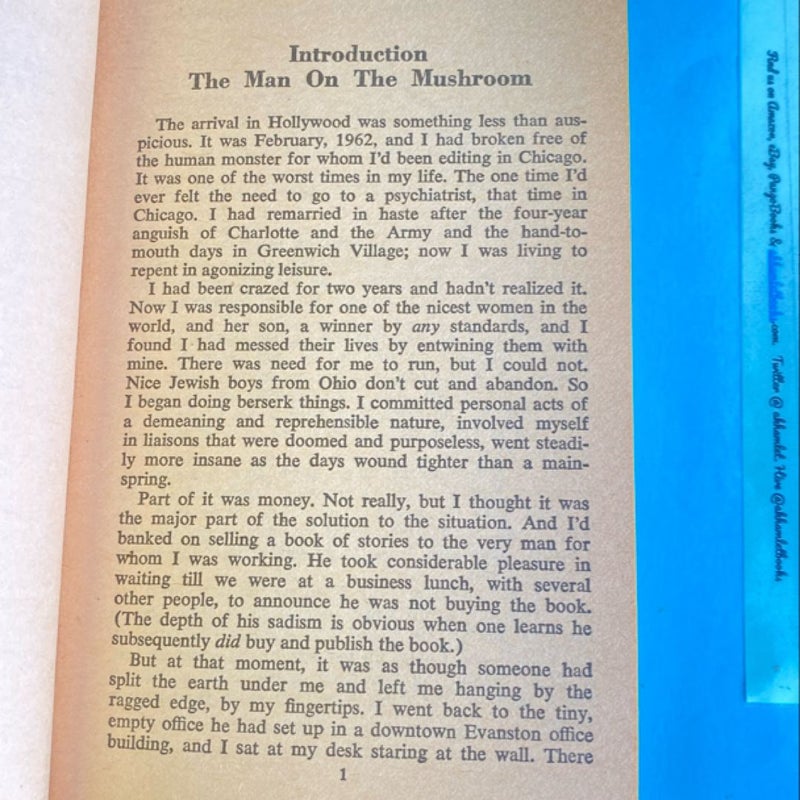 Introduction
The Man On The Mushroom
The arrival in Hollywood was something less than aus-
picious. It was February, 1962, and I had broken free of
the human monster for whom I'd been editing in Chicago.
It was one of the worst times in my life. The one time I'd
ever felt the need to go to a psychiatrist, that time in
Chicago. I had remarried in haste after the four-year
anguish of Charlotte and the Army and the hand-to-
mouth days in Greenwich Village; now I was living to
repent in agonizing leisure.
I had been crazed for two years and hadn't realized it.
Now I was responsible for one of the nicest women in the
world, and her son, a winner by any standards, and I
found I had messed their lives by entwining them with
mine. There was need for me to run, but I could not.
Nice Jewish boys from Ohio don't cut and abandon. So
I began doing berserk things. I committed personal acts of
a demeaning and reprehensible nature, involved myself
in liaisons that were doomed and purposeless, went steadi-
ly more insane as the days wound tighter than a main-
spring.
Part of it was money. Not really, but I thought it was
the major part of the solution to the situation. And I'd
banked on selling a book of stories to the very man for
whom I was working. He took considerable pleasure in
waiting till we were at a business lunch, with several
other people, to announce he was not buying the book.
(The depth of his sadism is obvious when one learns he
subsequently did buy and publish the book.)
But at that moment, it was as though someone had
split the earth under me and left me hanging by the
ragged edge, by my fingertips. I went back to the tiny,
empty office he had set up in a downtown Evanston office
building, and I sat at my desk staring at the wall. There
1
Find us on Amazon, eBay, PangoBooks & .com. Twitter @ Hive @